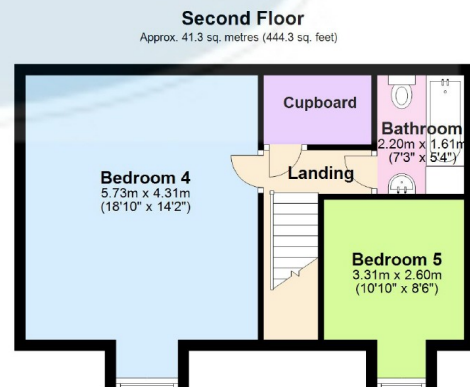 Second Floor
Approx. 41.3 sq. metres (444.3 sq. feet)
Cupboard
Bathroom
2.20m x 1.61m
(7'3" x 5'4")
Landing
Bedroom 4
5.73m x 4.31m
(18'10" x 14'2")
Bedroom 5
3.31m x 2.60m
(10'10" x 8'6")